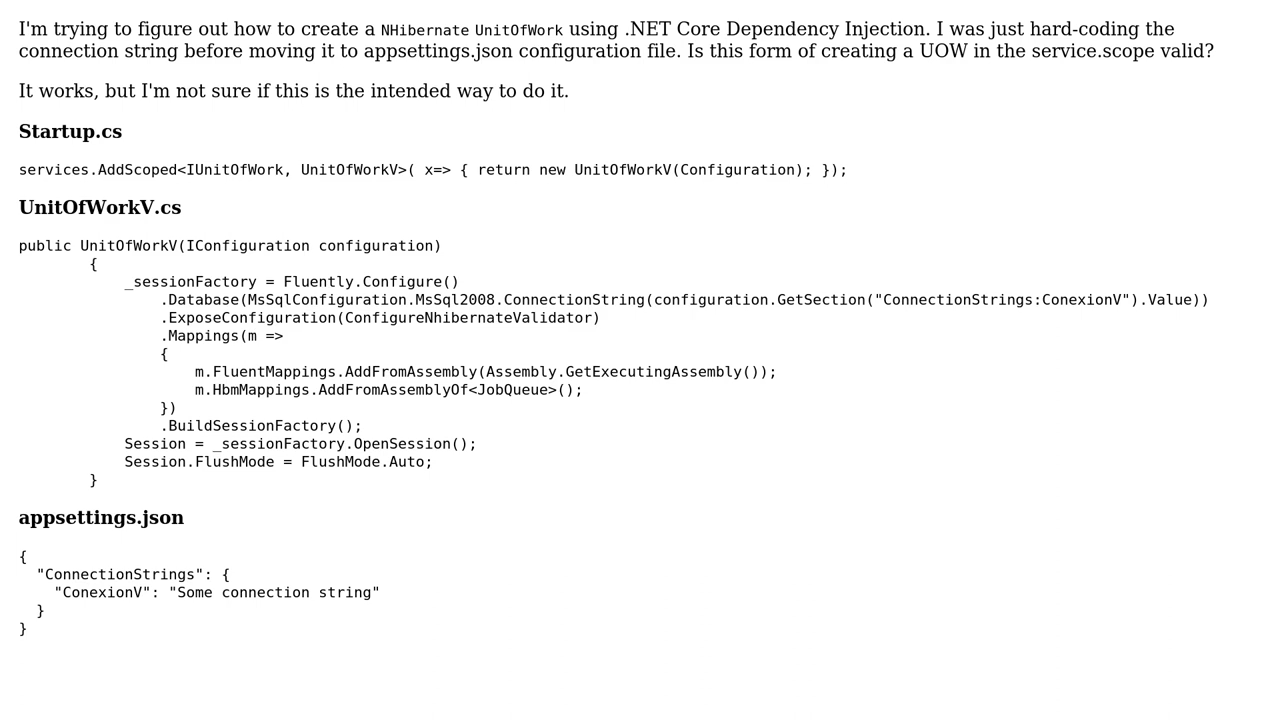 I'm trying to figure out how to create a NHibernate UnitOfWork using .NET Core Dependency Injection. I was just hard-coding the
connection string before moving it to appsettings.json configuration file. Is this form of creating a UOW in the service.scope valid?
It works, but I'm not sure if this is the intended way to do it.
Startup.cs
services.AddScoped<IUnitOfWork, UnitOfWorkV>( x=> { return new UnitOfWorkV(Configuration); });
UnitOfWorkV.cs
public UnitOfWorkV(IConfiguration configuration)
        {
            _sessionFactory = Fluently.Configure()
                .Database(MsSqlConfiguration.MsSql2008.ConnectionString(configuration.GetSection("ConnectionStrings:ConexionV").Value))
                .ExposeConfiguration(ConfigureNhibernateValidator)
                .Mappings(m =>
                {
                    m.FluentMappings.AddFromAssembly(Assembly.GetExecutingAssembly());
                    m.HbmMappings.AddFromAssemblyOf<JobQueue>();
                })
                .BuildSessionFactory();
            Session = _sessionFactory.OpenSession();
            Session.FlushMode = FlushMode.Auto;
        }
appsettings.json
{
  "ConnectionStrings": {
    "ConexionV": "Some connection string"
  }
}